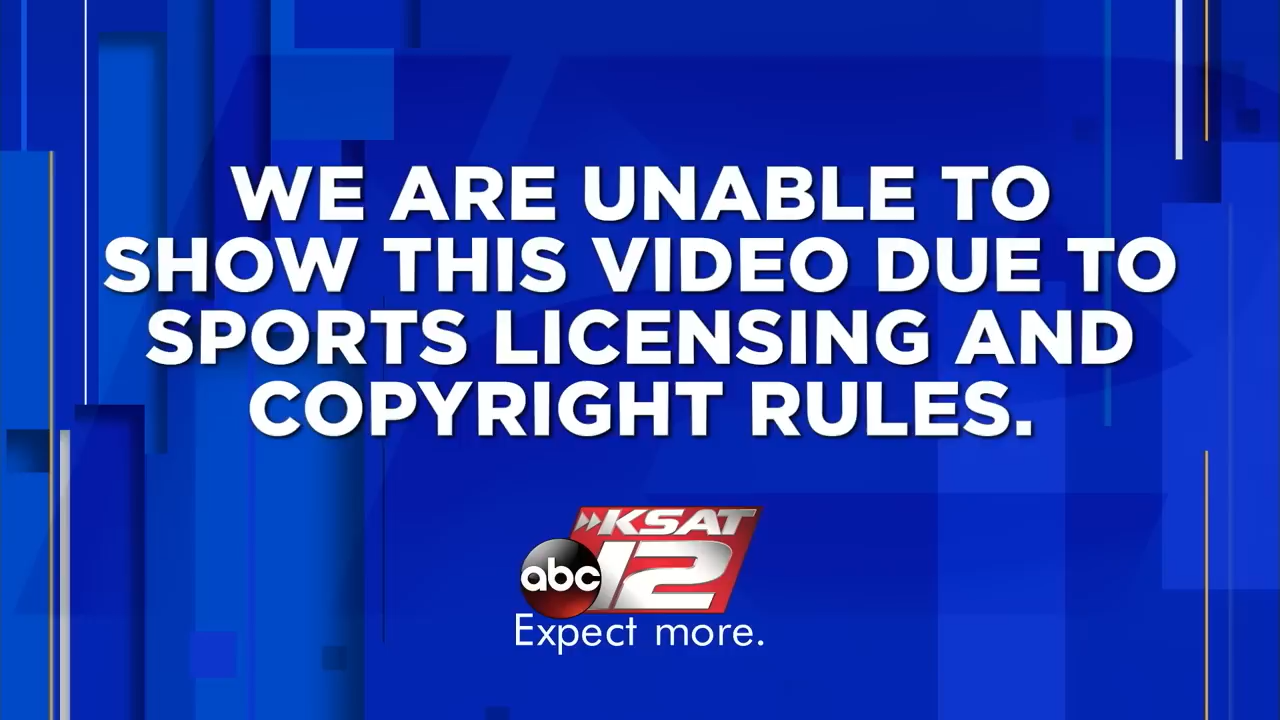 WE ARE UNABLE TO
SHOW THIS VIDEO DUE TO
SPORTS LICENSING AND
COPYRIGHT RULES.
KSAT
abc 12
Expect more.